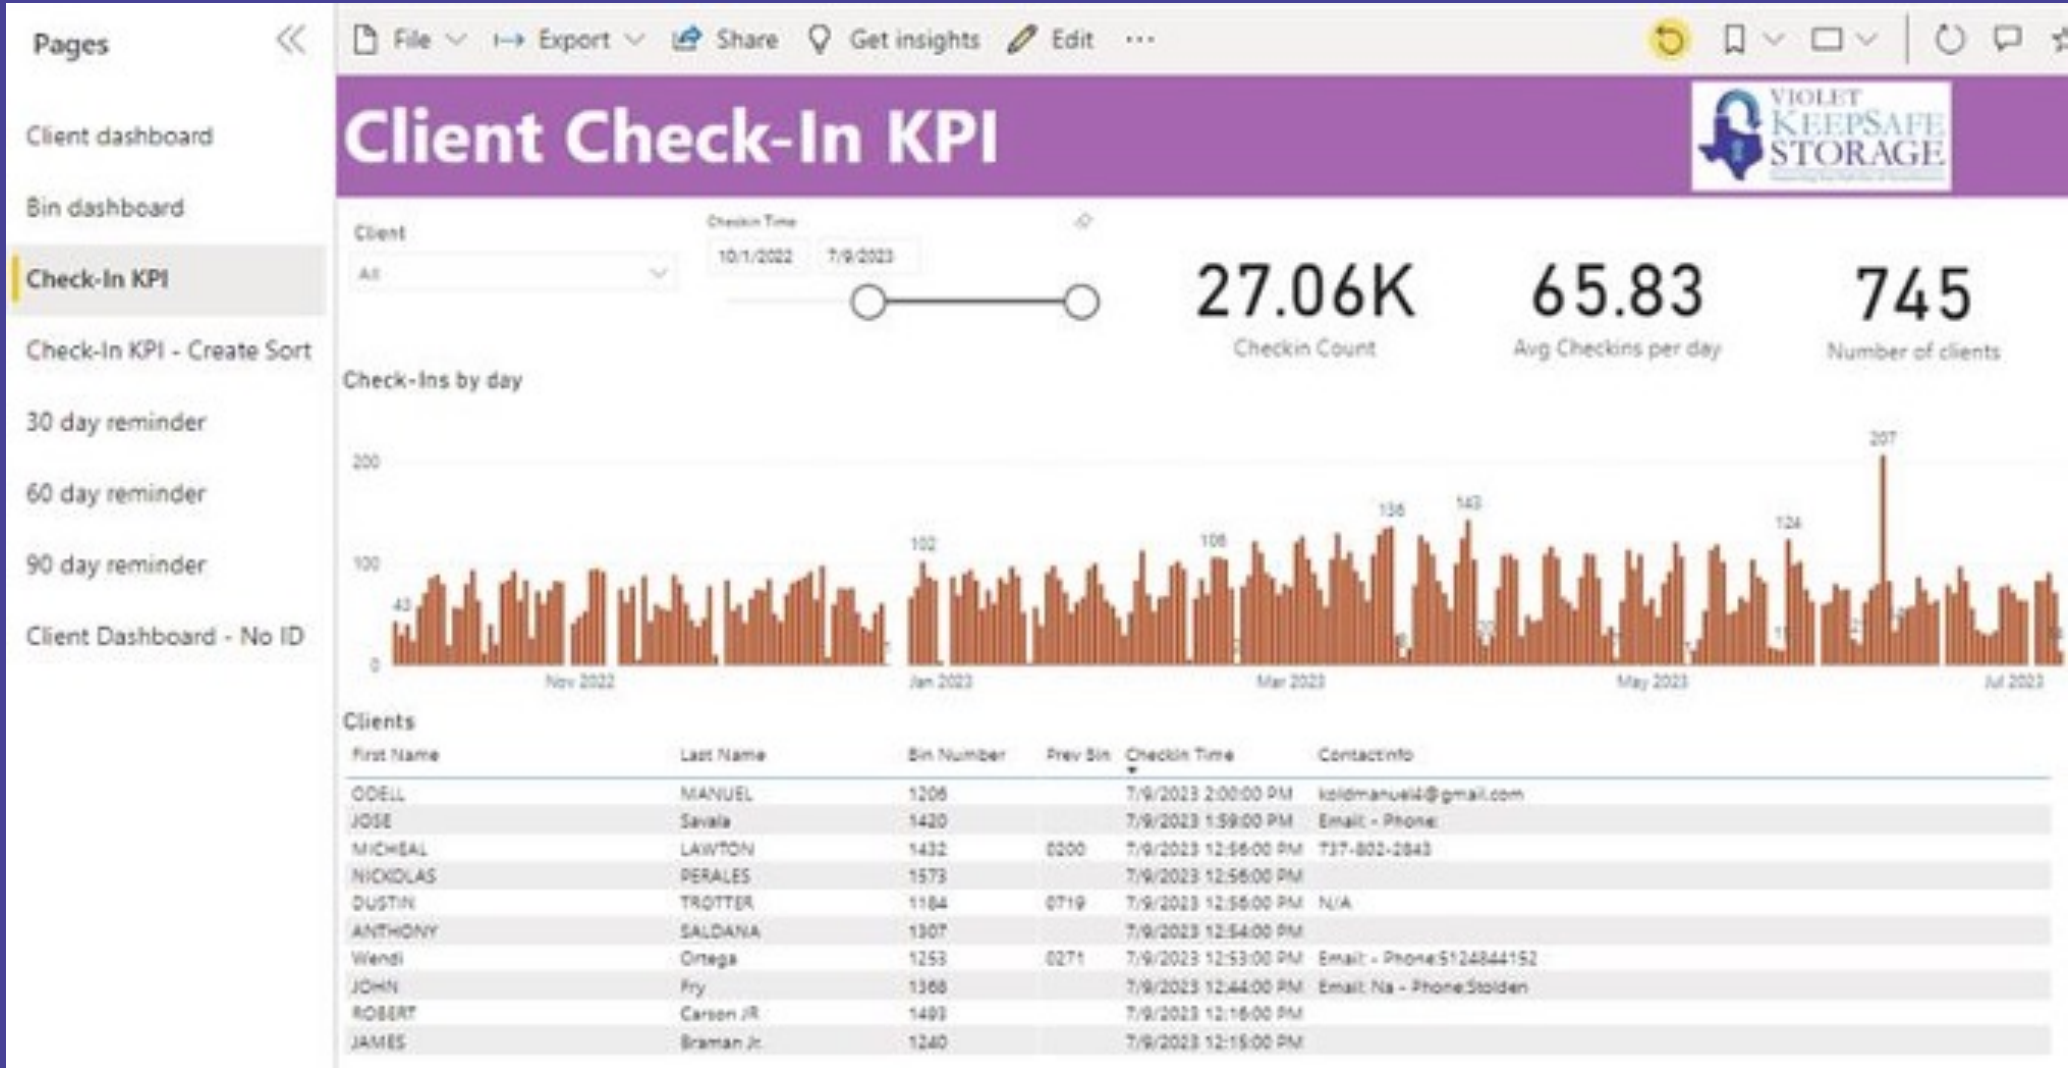 Pages
File Export Share Get insights Edit ...
Client Check-In KPI
VIOLET
KEEPSAFE
STORAGE
Client dashboard
Bin dashboard
Check-In KPI
Check-In KPI - Create Sort
30 day reminder
60 day reminder
90 day reminder
Client Dashboard - No ID
Client
All
Checkin Time
10/1/2022 7/9/2023
27.06K
Checkin Count
65.83
Avg Checkins per day
745
Number of clients
Check-Ins by day
200
100
0
43
102
108
136
143
124
207
Nov 2022
Jan 2023
Mar 2023
May 2023
Jul 2023
Clients
First Name Last Name Bin Number Prev Bin Checkin Time ContactInfo
ODELL MANUEL 1206 7/9/2023 2:00:00 PM koldmanuel4@gmail.com
JOSE Savala 1420 7/9/2023 1:59:00 PM Email: - Phone:
MICHEAL LAWTON 1432 0200 7/9/2023 12:56:00 PM 737-802-2843
NICKOLAS PERALES 1573 7/9/2023 12:56:00 PM
DUSTIN TROTTER 1184 0719 7/9/2023 12:56:00 PM N/A
ANTHONY SALDANA 1307 7/9/2023 12:54:00 PM
Wendi Ortega 1253 0271 7/9/2023 12:53:00 PM Email: - Phone:5124844152
JOHN Fry 1368 7/9/2023 12:44:00 PM Email: Na - Phone:Stolden
ROBERT Carson JR 1493 7/9/2023 12:16:00 PM
JAMES Braman Jr. 1240 7/9/2023 12:15:00 PM